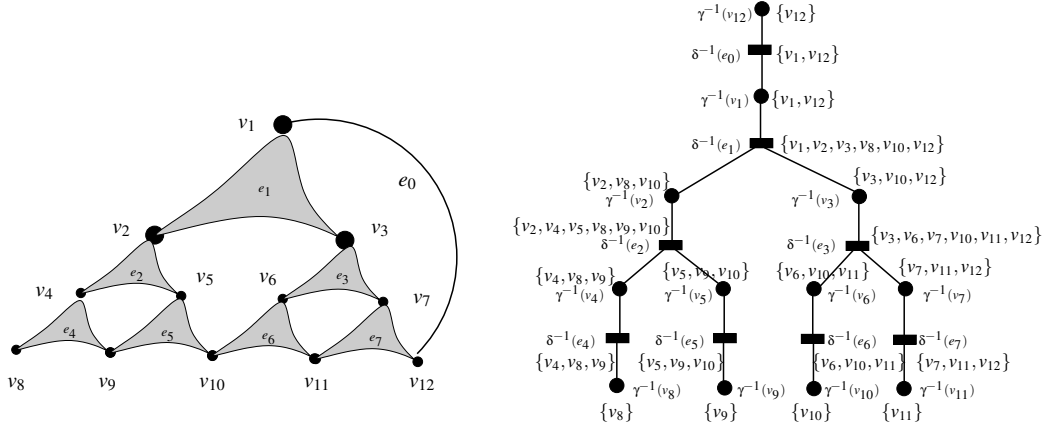 v1
e0
e1
v2
v3
v4
e2
v5
v6
e3
v7
e4
e5
e6
e7
v8
v9
v10
v11
v12
γ⁻¹(v12) {v12}
δ⁻¹(e0) {v1, v12}
γ⁻¹(v1) {v1, v12}
δ⁻¹(e1) {v1, v2, v3, v8, v10, v12}
{v2, v8, v10} {v3, v10, v12}
γ⁻¹(v2) γ⁻¹(v3)
{v2, v4, v5, v8, v9, v10} {v3, v6, v7, v10, v11, v12}
δ⁻¹(e2) δ⁻¹(e3)
{v4, v8, v9} {v5, v9, v10} {v6, v10, v11} {v7, v11, v12}
γ⁻¹(v4) γ⁻¹(v5) γ⁻¹(v6) γ⁻¹(v7)
δ⁻¹(e4) δ⁻¹(e5) δ⁻¹(e6) δ⁻¹(e7)
{v4, v8, v9} {v5, v9, v10} {v6, v10, v11} {v7, v11, v12}
γ⁻¹(v8) γ⁻¹(v9) γ⁻¹(v10) γ⁻¹(v11)
{v8} {v9} {v10} {v11}